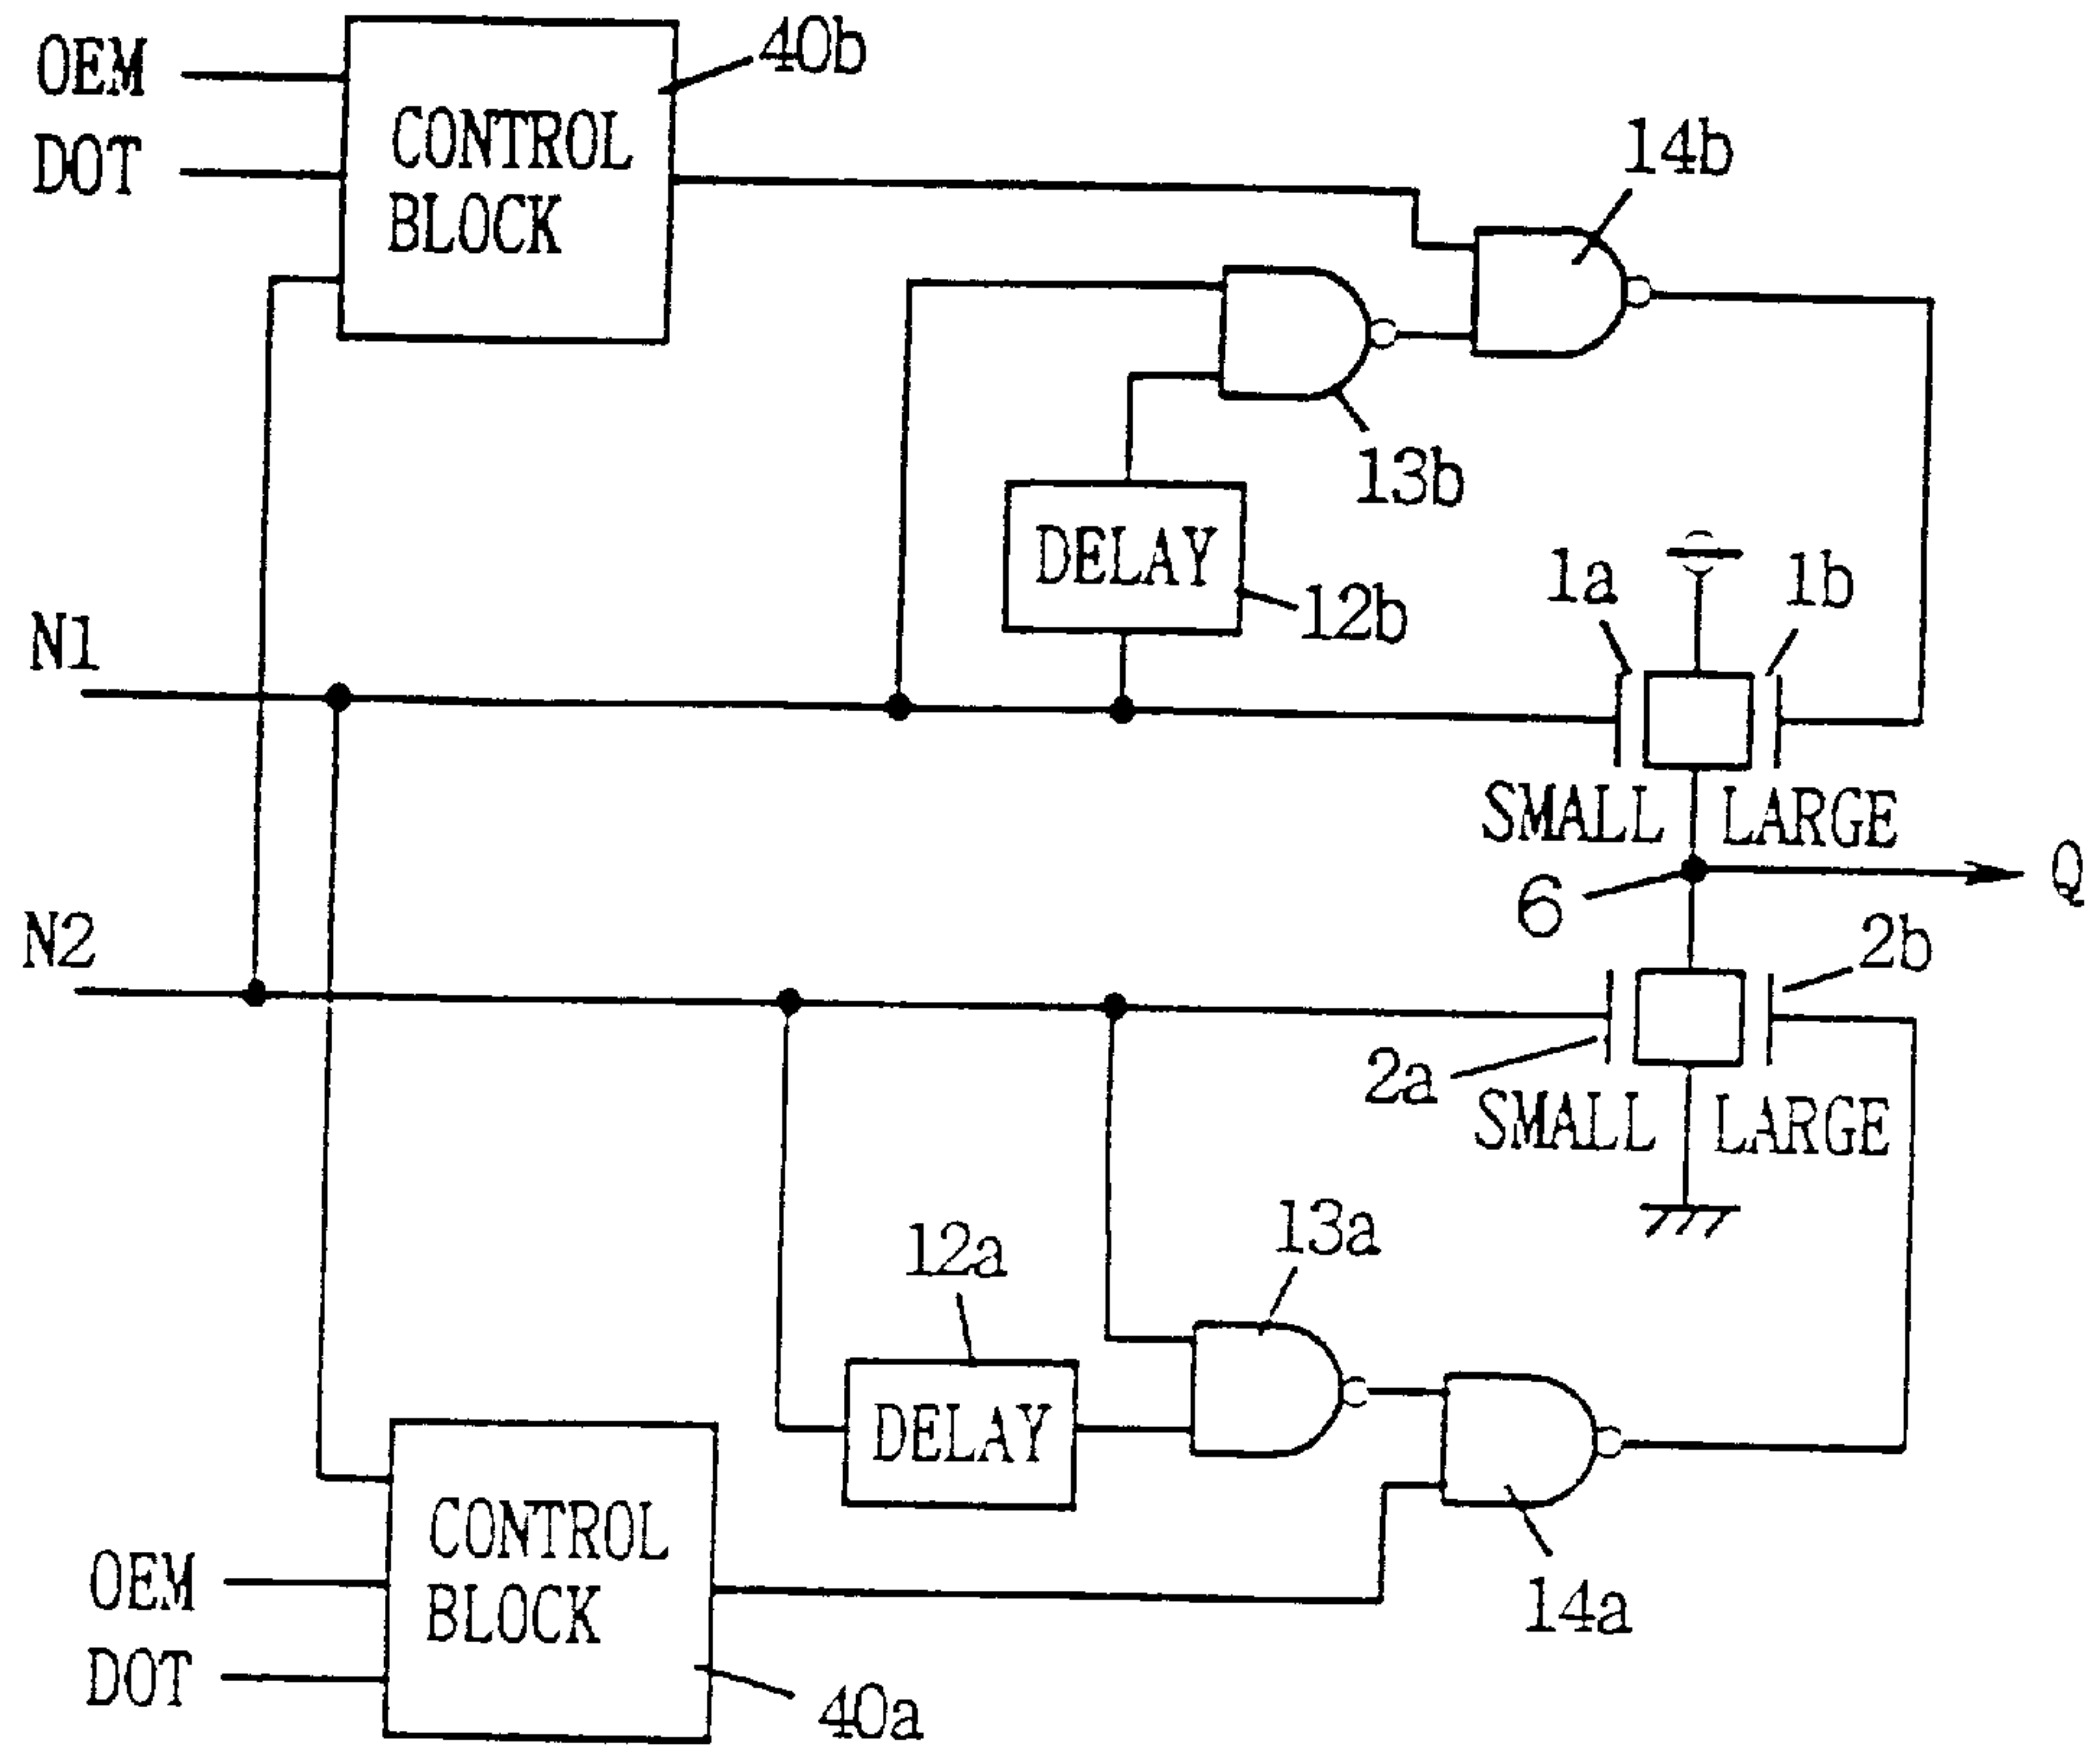 OEM
DOT
CONTROL
BLOCK
40b
14b
13b
DELAY
12b
1a
1b
N1
SMALL
LARGE
6
Q
N2
2b
2a
SMALL
LARGE
12a
13a
DELAY
14a
CONTROL
BLOCK
OEM
DOT
40a